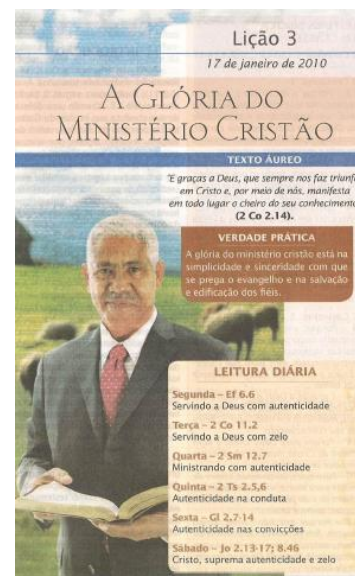 Lição 3
17 de janeiro de 2010
A GLÓRIA DO
MINISTÉRIO CRISTÃO
TEXTO ÁUREO
"E graças a Deus, que sempre nos faz triunf
em Cristo e, por meio de nós, manifesta
em todo lugar o cheiro do seu conhecimento
(2 Co 2.14).
VERDADE PRÁTICA
A glória do ministério cristão está na
simplicidade e sinceridade com que
se prega o evangelho e na salvação
e edificação dos fiéis.
LEITURA DIÁRIA
Segunda – Ef 6.6
Servindo a Deus com autenticidade
Terça – 2 Co 11.2
Servindo a Deus com zelo
Quarta – 2 Sm 12.7
Ministrando com autenticidade
Quinta – 2 Ts 2.5,6
Autenticidade na conduta
Sexta – Gl 2.7-14
Autenticidade nas convicções
Sábado – Jo 2.13-17; 8.46
Cristo, suprema autenticidade e zelo